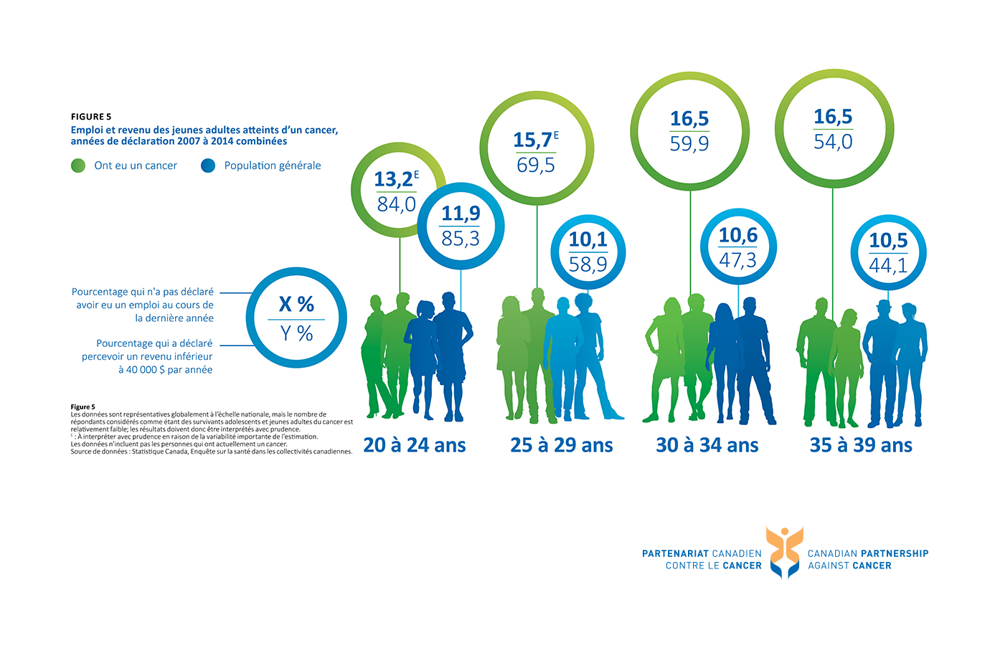 FIGURE 5
Emploi et revenu des jeunes adultes atteints d’un cancer,
années de déclaration 2007 à 2014 combinées
Ont eu un cancer
Population générale
13,2E
84,0
11,9
85,3
15,7E
69,5
10,1
58,9
16,5
59,9
10,6
47,3
16,5
54,0
10,5
44,1
Pourcentage qui n'a pas déclaré
avoir eu un emploi au cours de
la dernière année
X %
Y %
Pourcentage qui a déclaré
percevoir un revenu inférieur
à 40 000 $ par année
Figure 5
Les données sont représentatives globalement à l’échelle nationale, mais le nombre de
répondants considérés comme étant des survivants adolescents et jeunes adultes du cancer est
relativement faible; les résultats doivent donc être interprétés avec prudence.
E : À interpréter avec prudence en raison de la variabilité importante de l’estimation.
Les données n’incluent pas les personnes qui ont actuellement un cancer.
Source de données : Statistique Canada, Enquête sur la santé dans les collectivités canadiennes.
20 à 24 ans
25 à 29 ans
30 à 34 ans
35 à 39 ans
PARTENARIAT CANADIEN
CONTRE LE CANCER
CANADIAN PARTNERSHIP
AGAINST CANCER